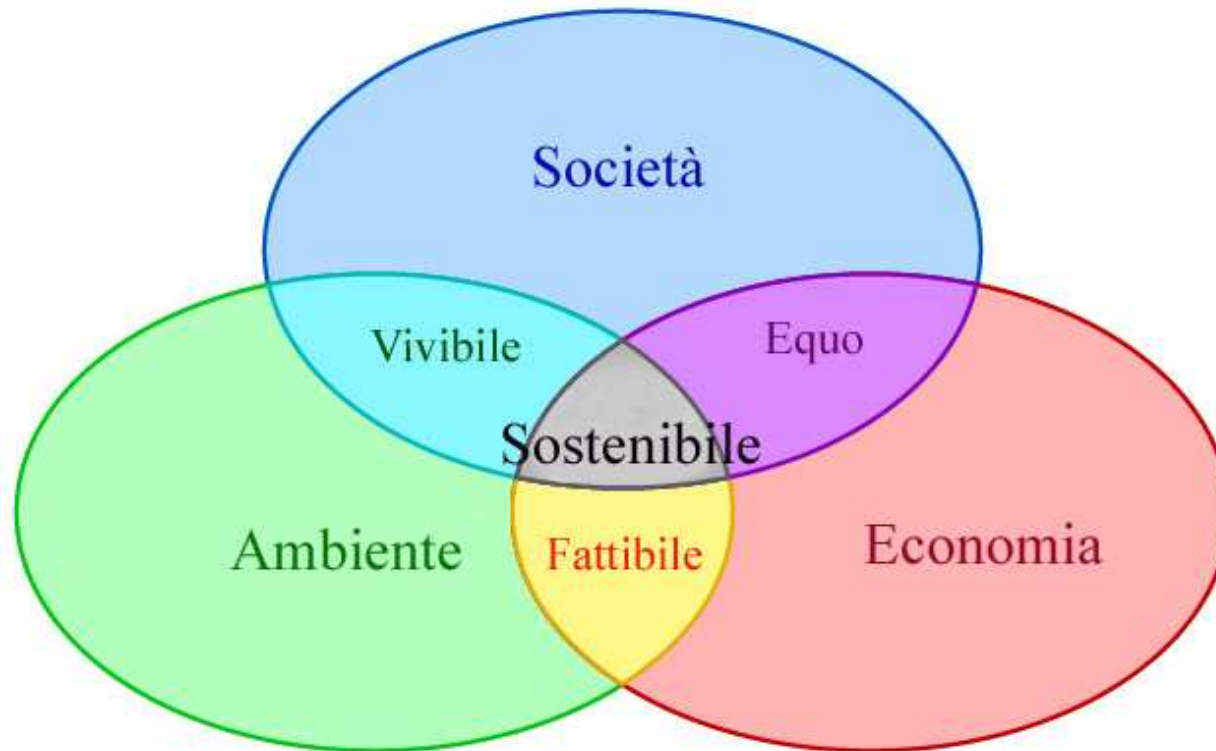 Società
Vivibile
Equo
Sostenibile
Ambiente
Fattibile
Economia